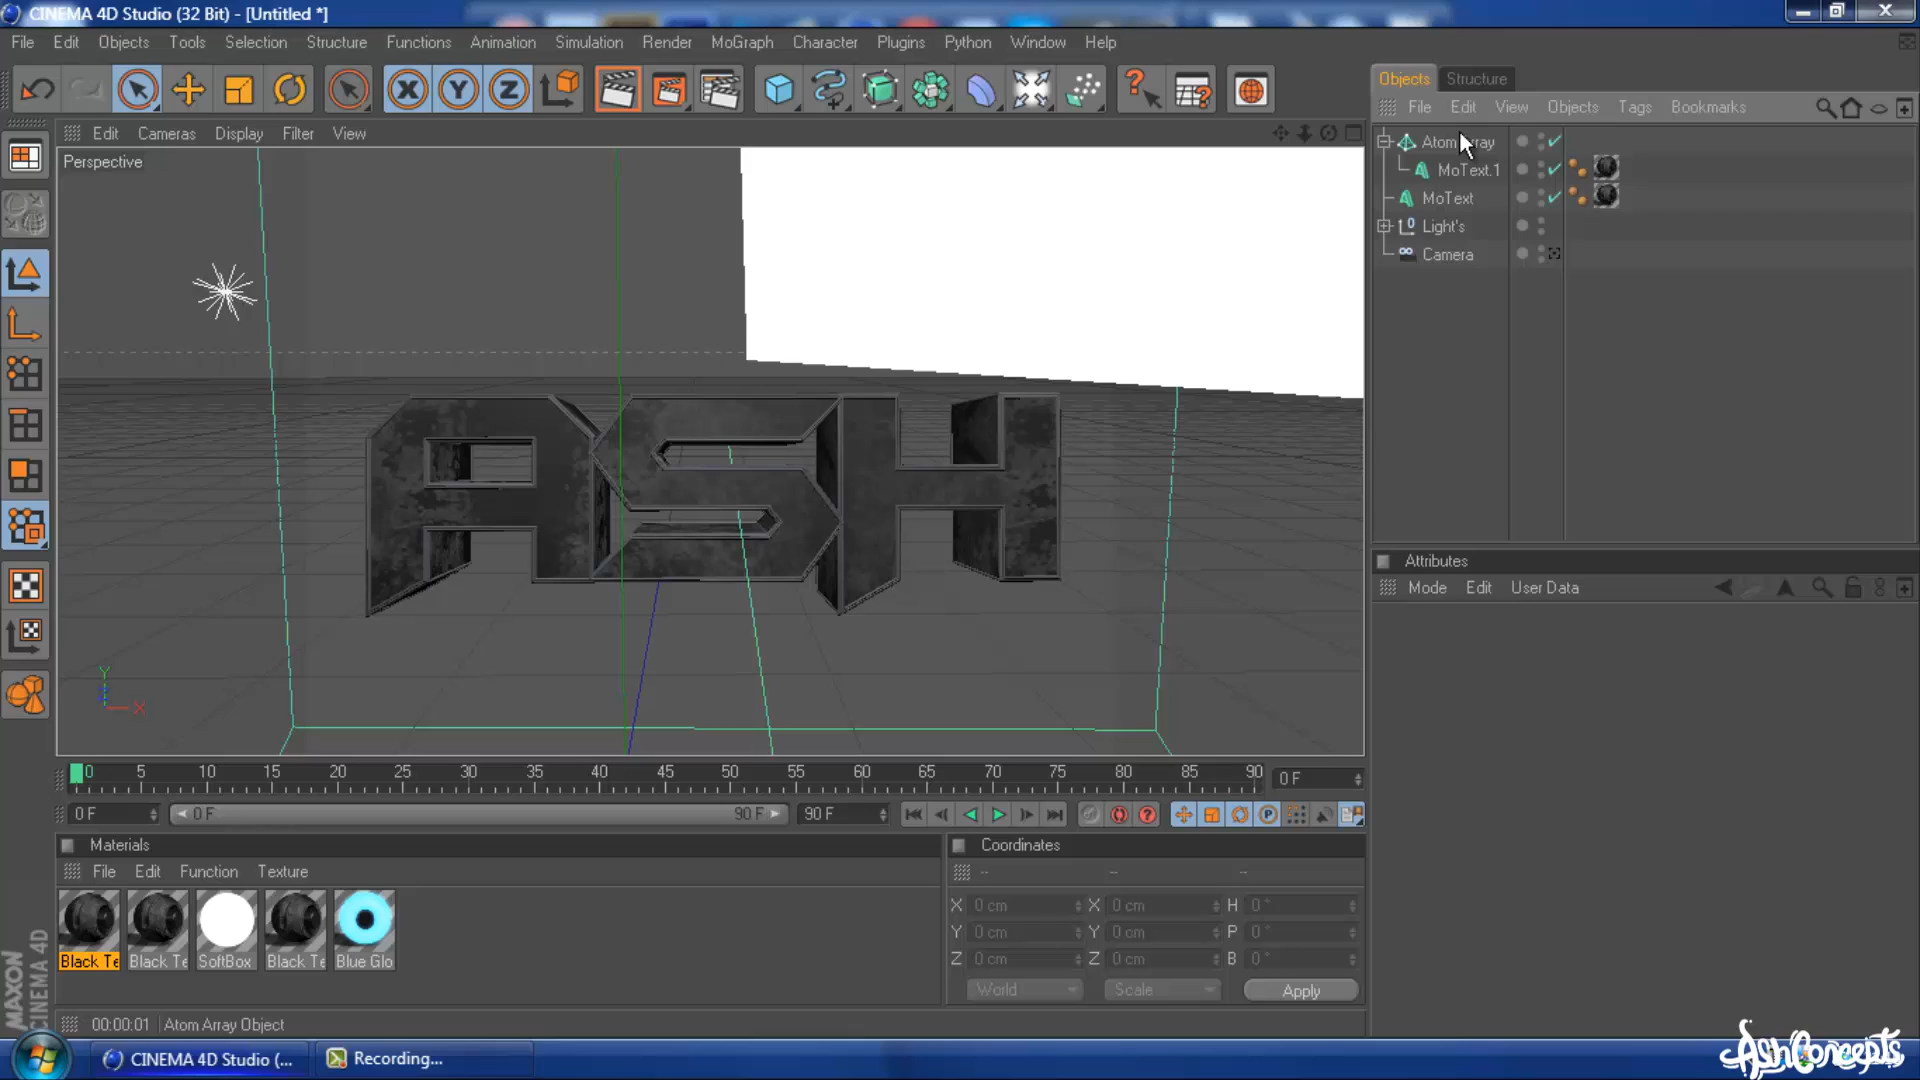 CINEMA 4D Studio (32 Bit) - [Untitled *]
File Edit Objects Tools Selection Structure Functions Animation Simulation Render MoGraph Character Plugins Python Window Help
X Y Z
Objects Structure
File Edit View Objects Tags Bookmarks
Edit Cameras Display Filter View
Perspective
Atom Array
MoText.1
MoText
Light's
Camera
ASH
Attributes
Mode Edit User Data
Y
X
0 5 10 15 20 25 30 35 40 45 50 55 60 65 70 75 80 85 90 0 F
0 F 0 F 90 F 90 F
Materials
File Edit Function Texture
Black Te Black Te SoftBox Black Te Blue Glo
Coordinates
-- -- --
X 0 cm X 0 cm H 0 °
Y 0 cm Y 0 cm P 0 °
Z 0 cm Z 0 cm B 0 °
World Scale Apply
MAXON
CINEMA 4D
00:00:01 Atom Array Object
CINEMA 4D Studio (... Recording...
AshConcepts